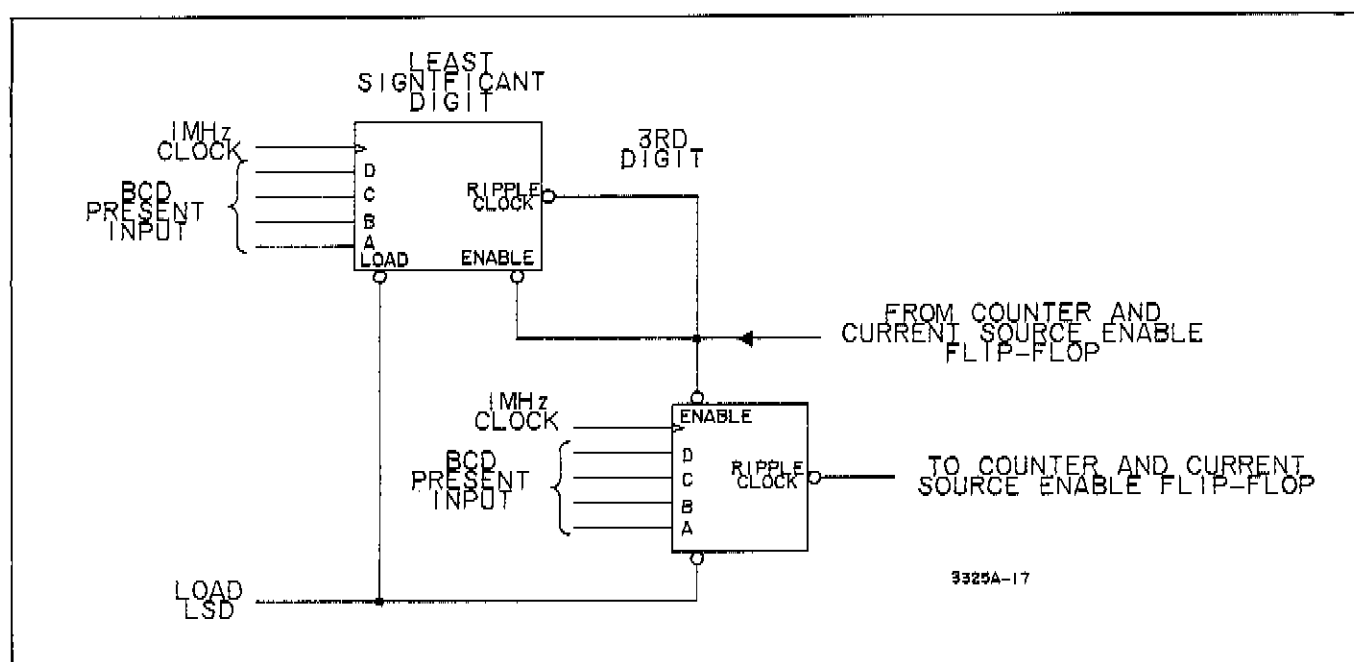 LEAST
SIGNIFICANT
DIGIT
1MHz
CLOCK
D
C
B
A
BCD
PRESENT
INPUT
RIPPLE
CLOCK
LOAD
ENABLE
3RD
DIGIT
FROM COUNTER AND
CURRENT SOURCE ENABLE
FLIP-FLOP
1MHz
CLOCK
ENABLE
BCD
PRESENT
INPUT
D
C
B
A
RIPPLE
CLOCK
TO COUNTER AND CURRENT
SOURCE ENABLE FLIP-FLOP
LOAD
LSD
3325A-17